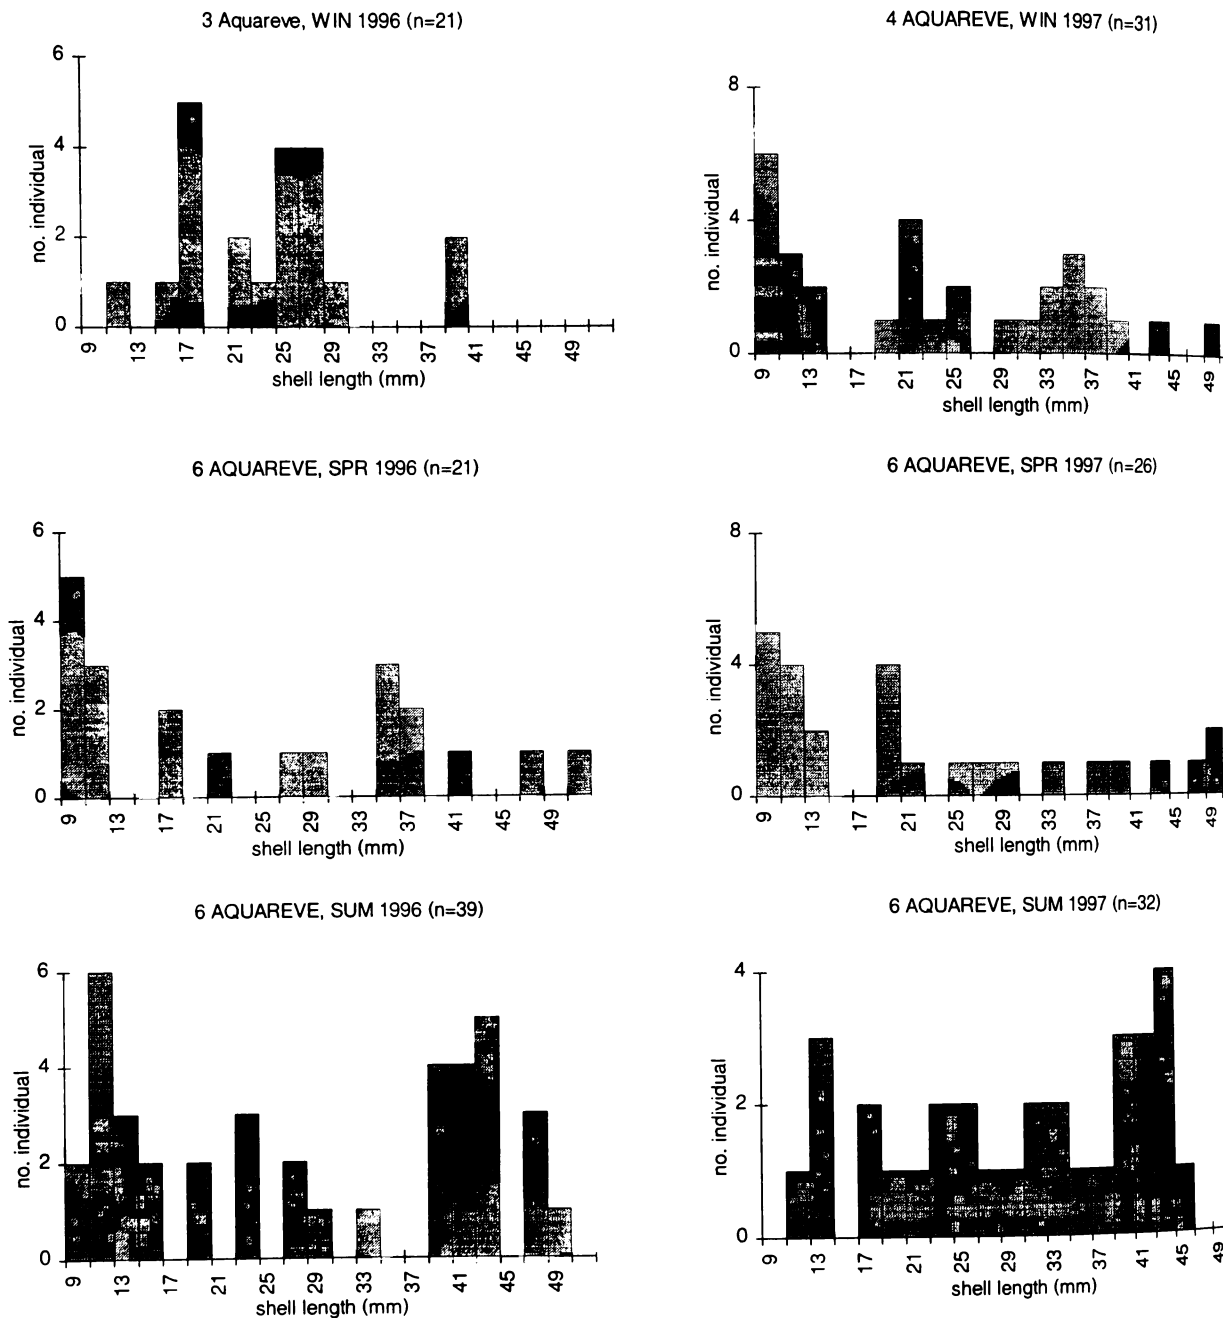 3 Aquareve, WIN 1996 (n=21)
6
4
2
0
no. individual
9 13 17 21 25 29 33 37 41 45 49
shell length (mm)
4 AQUAREVE, WIN 1997 (n=31)
8
4
0
no. individual
9 13 17 21 25 29 33 37 41 45 49
shell length (mm)
6 AQUAREVE, SPR 1996 (n=21)
6
4
2
0
no. individual
9 13 17 21 25 29 33 37 41 45 49
shell length (mm)
6 AQUAREVE, SPR 1997 (n=26)
8
4
0
no. individual
9 13 17 21 25 29 33 37 41 45 49
shell length (mm)
6 AQUAREVE, SUM 1996 (n=39)
6
4
2
0
no. individual
9 13 17 21 25 29 33 37 41 45 49
shell length (mm)
6 AQUAREVE, SUM 1997 (n=32)
4
2
0
no. individual
9 13 17 21 25 29 33 37 41 45 49
shell length (mm)